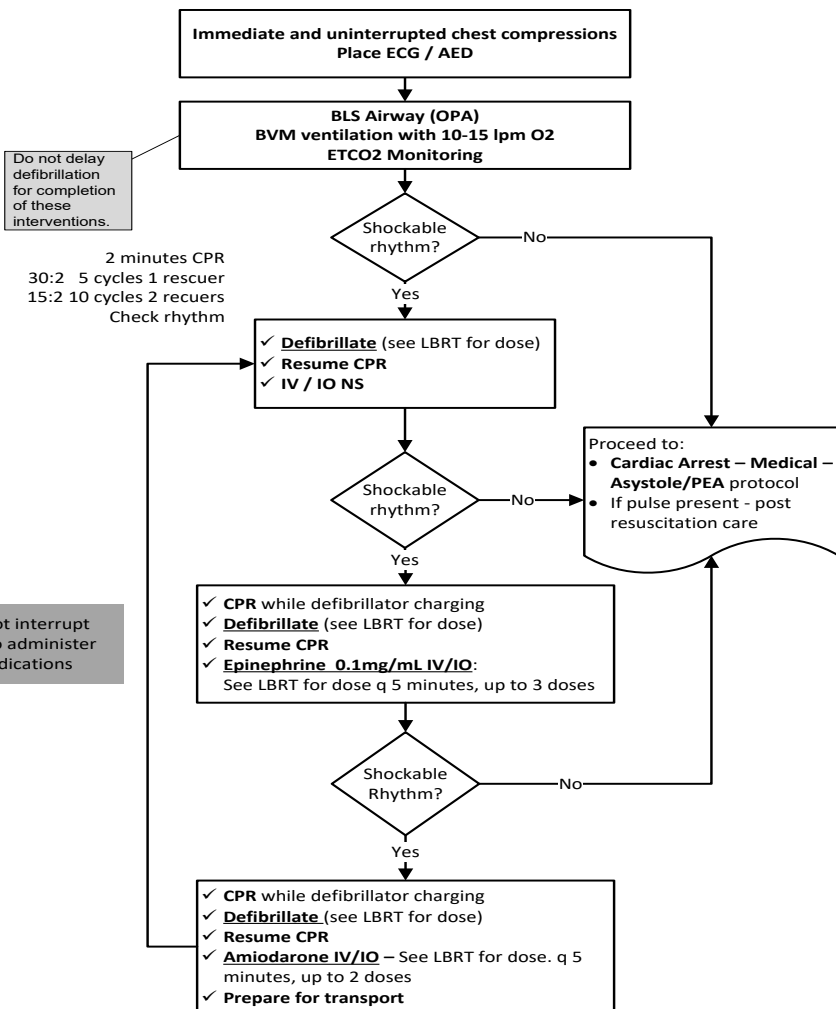 Immediate and uninterrupted chest compressions
Place ECG / AED
BLS Airway (OPA)
BVM ventilation with 10-15 lpm O2
ETCO2 Monitoring
Do not delay
defibrillation
for completion
of these
interventions.
Shockable
rhythm?
No
Yes
2 minutes CPR
30:2 5 cycles 1 rescuer
15:2 10 cycles 2 recuers
Check rhythm
✓ Defibrillate (see LBRT for dose)
✓ Resume CPR
✓ IV / IO NS
Shockable
rhythm?
No
Yes
Proceed to:
• Cardiac Arrest – Medical –
Asystole/PEA protocol
• If pulse present - post
resuscitation care
✓ CPR while defibrillator charging
✓ Defibrillate (see LBRT for dose)
✓ Resume CPR
✓ Epinephrine 0.1mg/mL IV/IO:
See LBRT for dose q 5 minutes, up to 3 doses
interrupt
administer
Shockable
Rhythm?
No
Yes
✓ CPR while defibrillator charging
✓ Defibrillate (see LBRT for dose)
✓ Resume CPR
✓ Amiodarone IV/IO – See LBRT for dose. q 5
minutes, up to 2 doses
✓ Prepare for transport